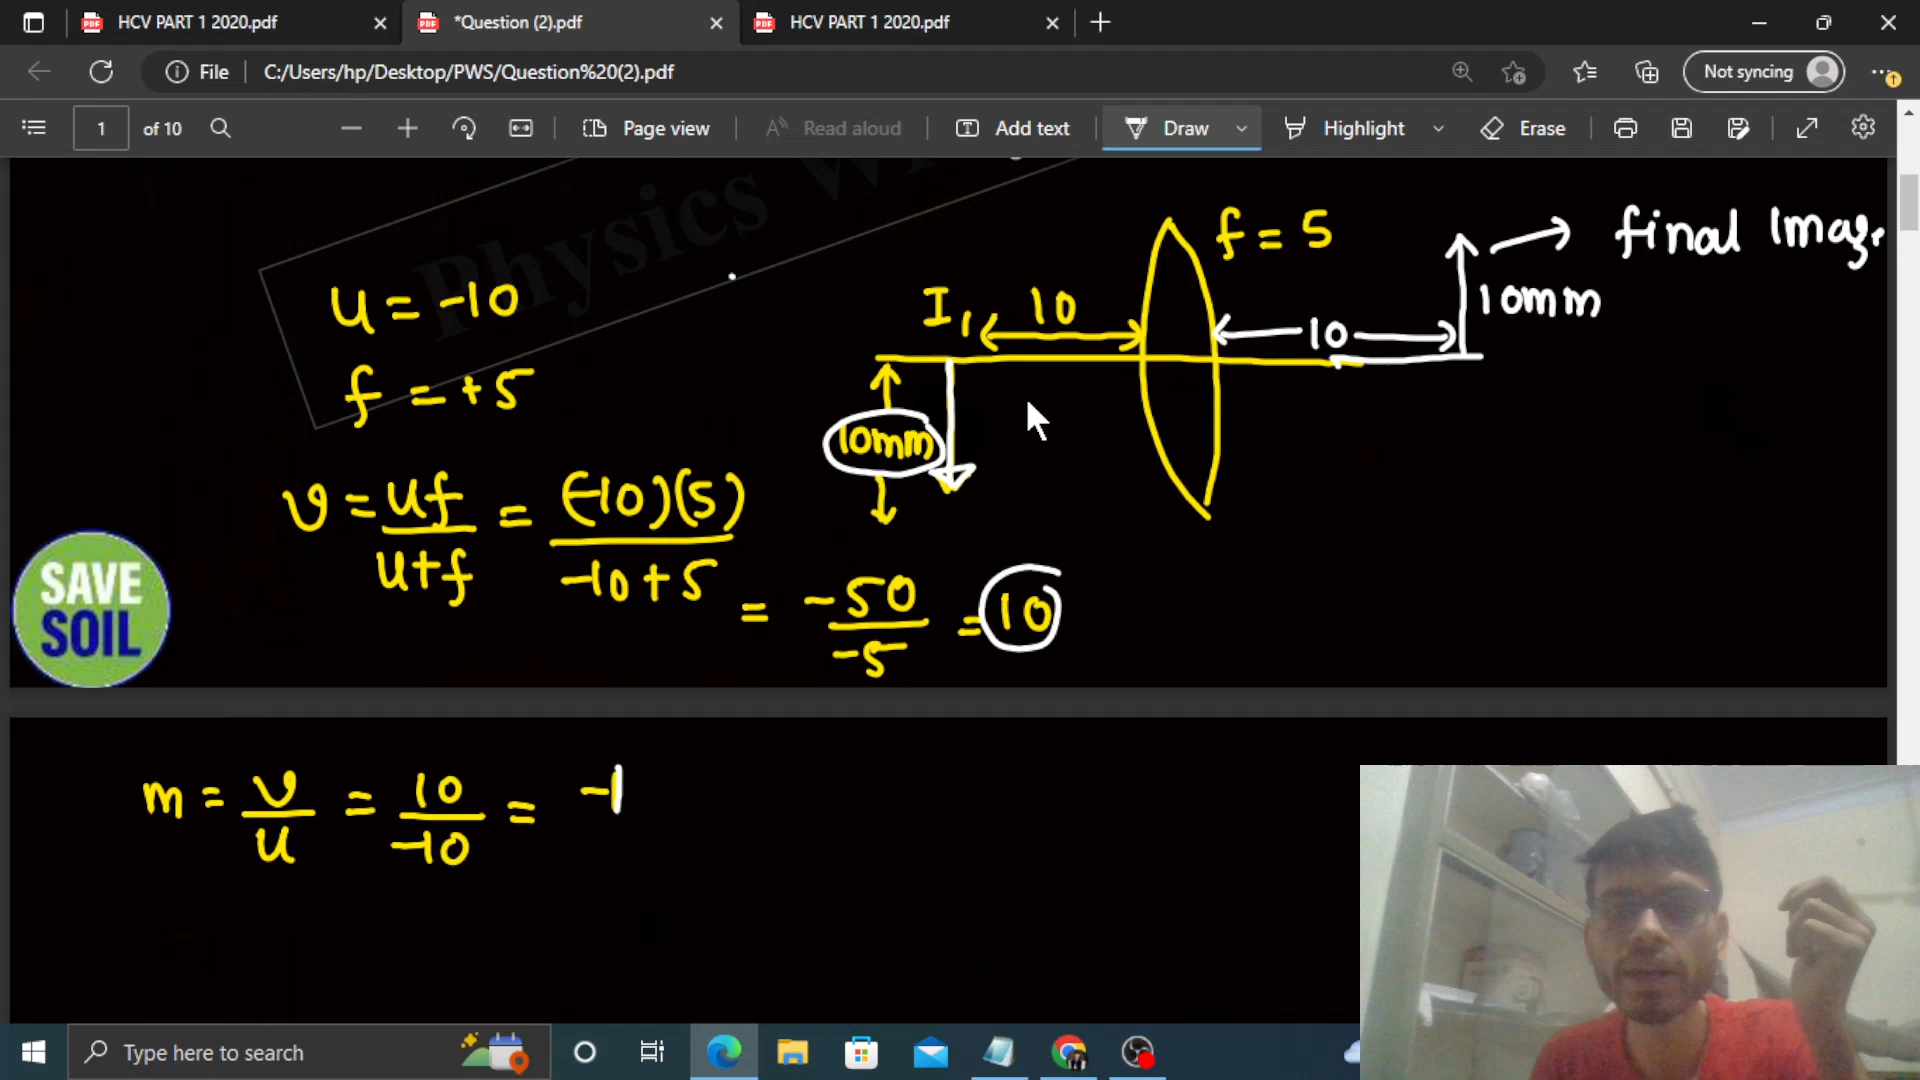 HCV PART 1 2020.pdf
*Question (2).pdf
HCV PART 1 2020.pdf
File
C:/Users/hp/Desktop/PWS/Question%20(2).pdf
Not syncing
1
of 10
Page view
Read aloud
Add text
Draw
Highlight
Erase
Physics W
u = -10
f = +5
v = uf/u+f = (-10)(5)/-10+5
= -50/-5 = 10
I₁
10
f = 5
10
10mm
final Imag
10mm
SAVE
SOIL
m = v/u = 10/-10 = -1
Type here to search